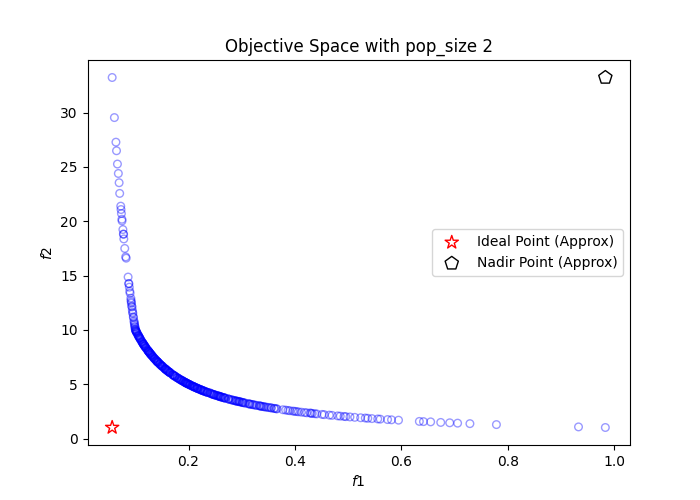 Objective Space with pop_size 2
f2
30
25
20
15
10
5
0
Ideal Point (Approx)
Nadir Point (Approx)
0.2 0.4 0.6 0.8 1.0
f1